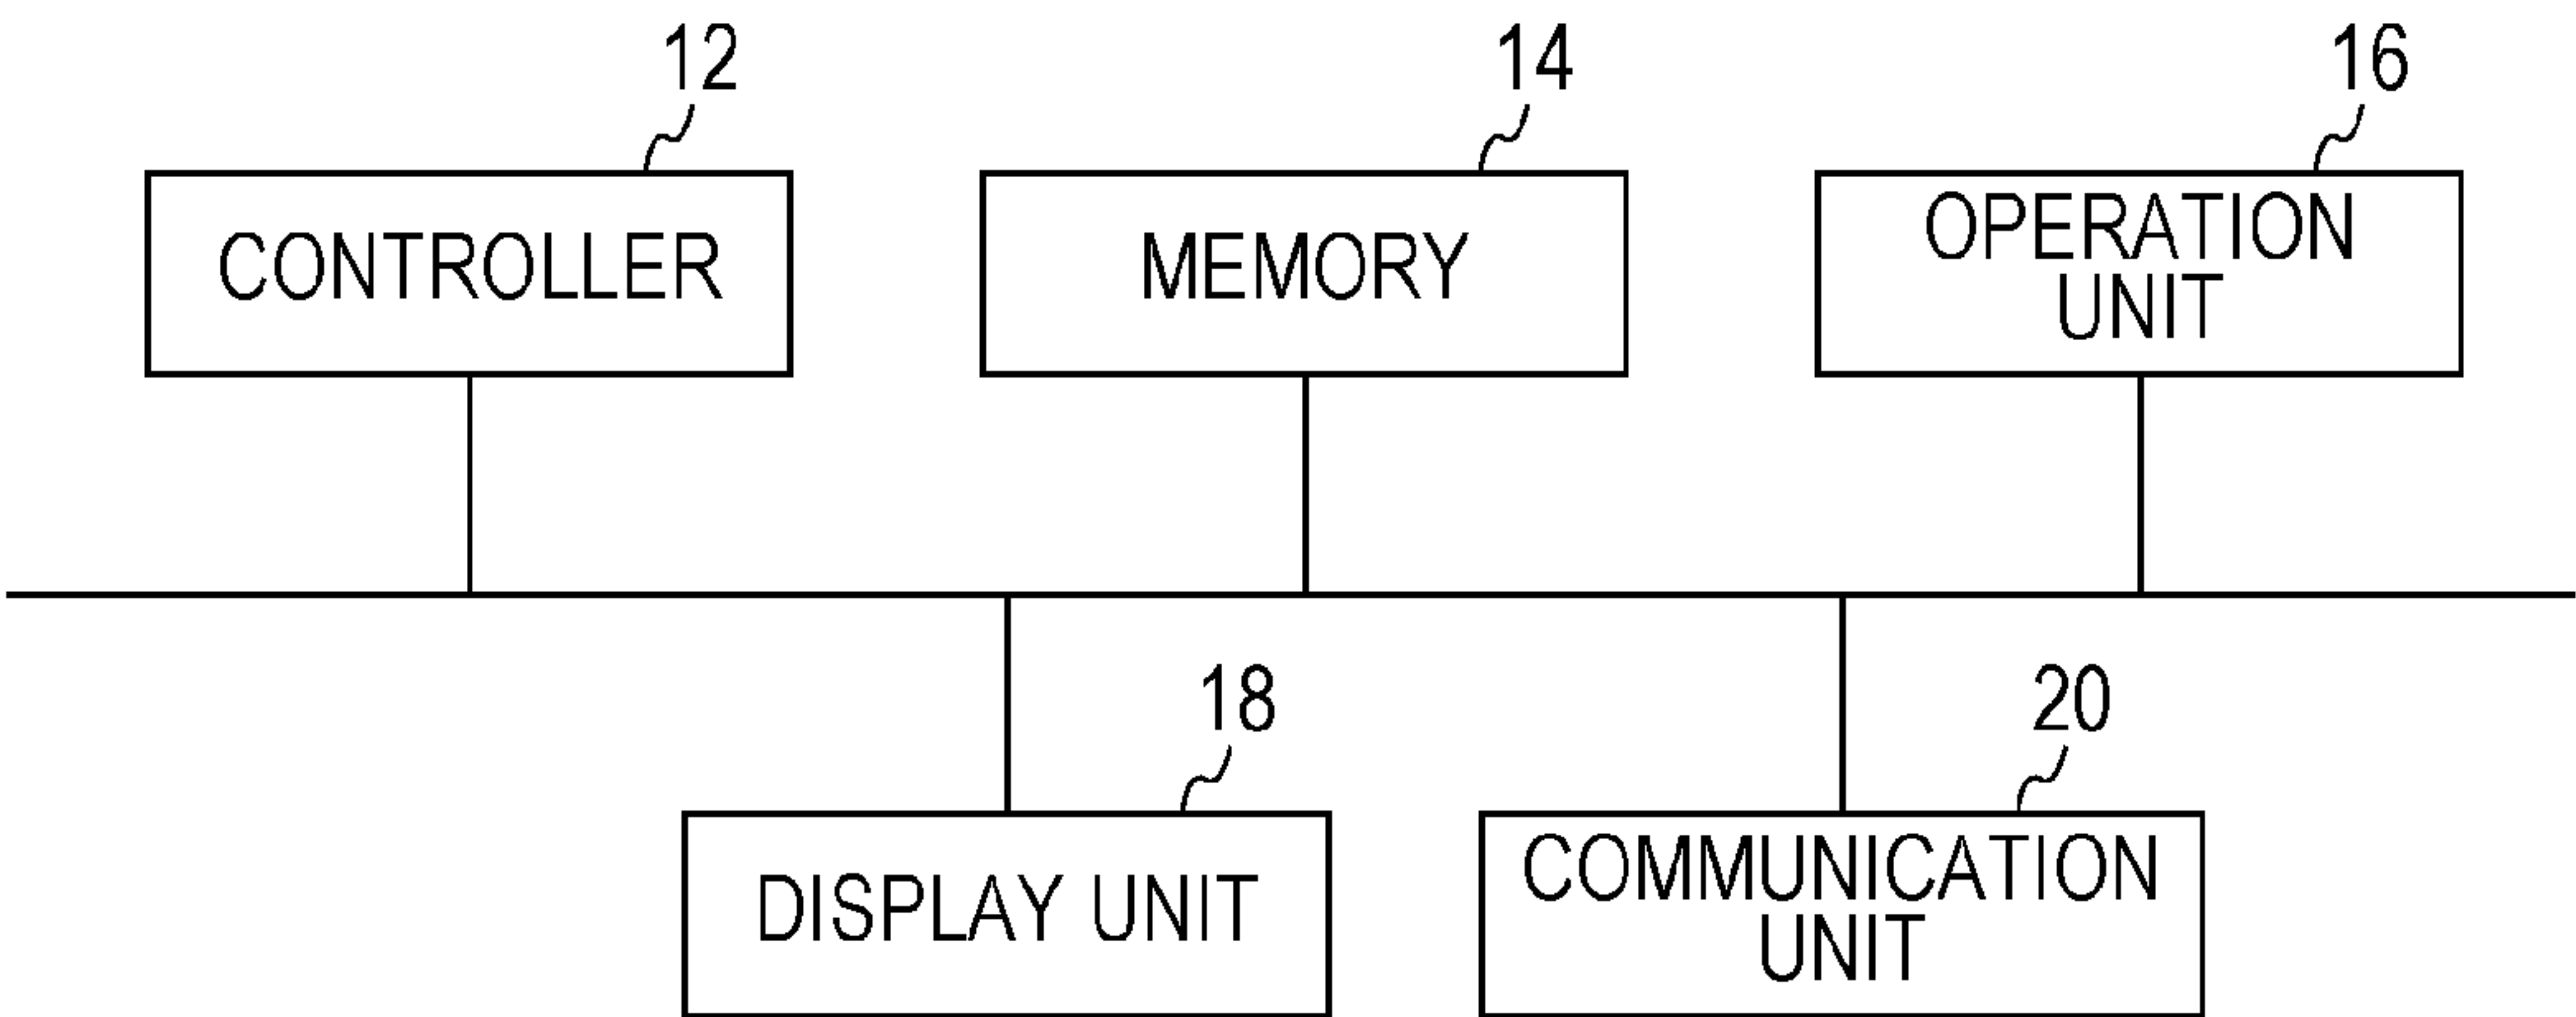 12
14
16
CONTROLLER
MEMORY
OPERATION
UNIT
18
20
DISPLAY UNIT
COMMUNICATION
UNIT